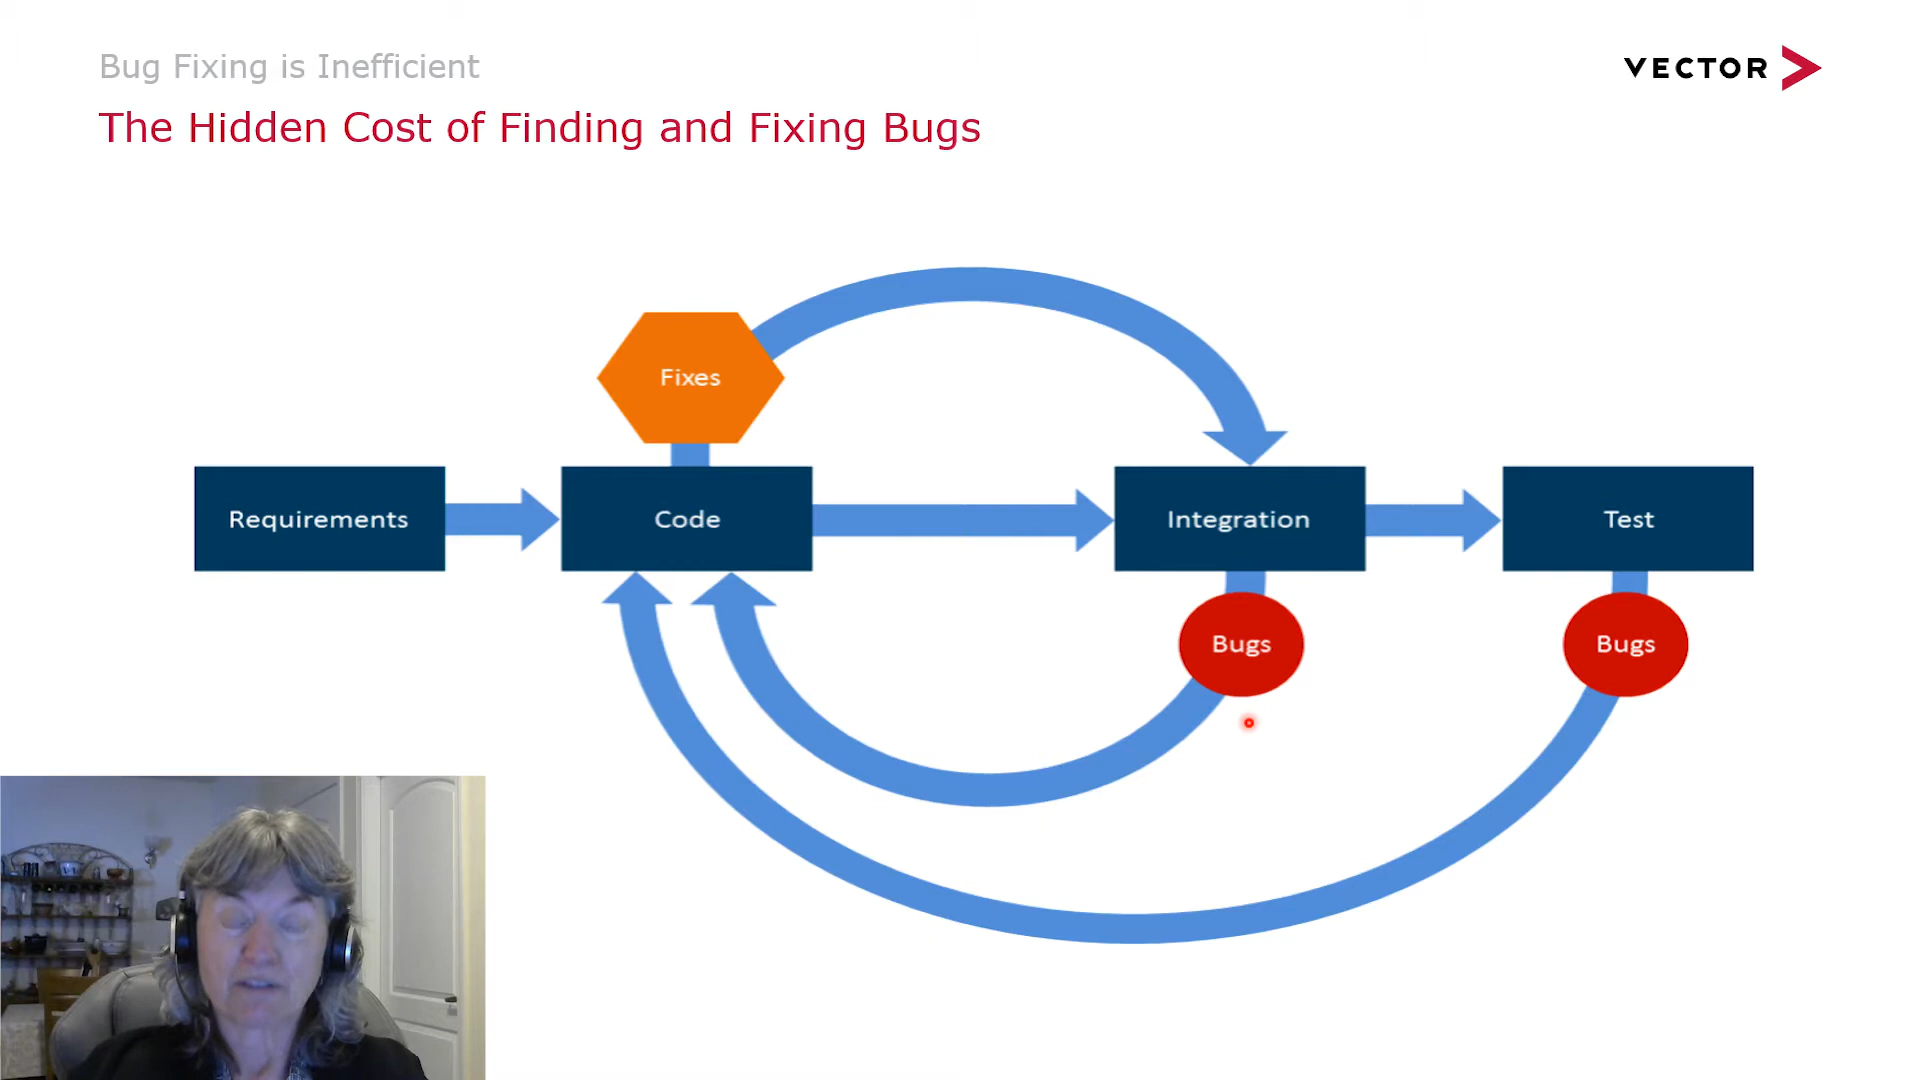 Bug Fixing is Inefficient
VECTOR
The Hidden Cost of Finding and Fixing Bugs
Fixes
Requirements
Code
Integration
Test
Bugs
Bugs